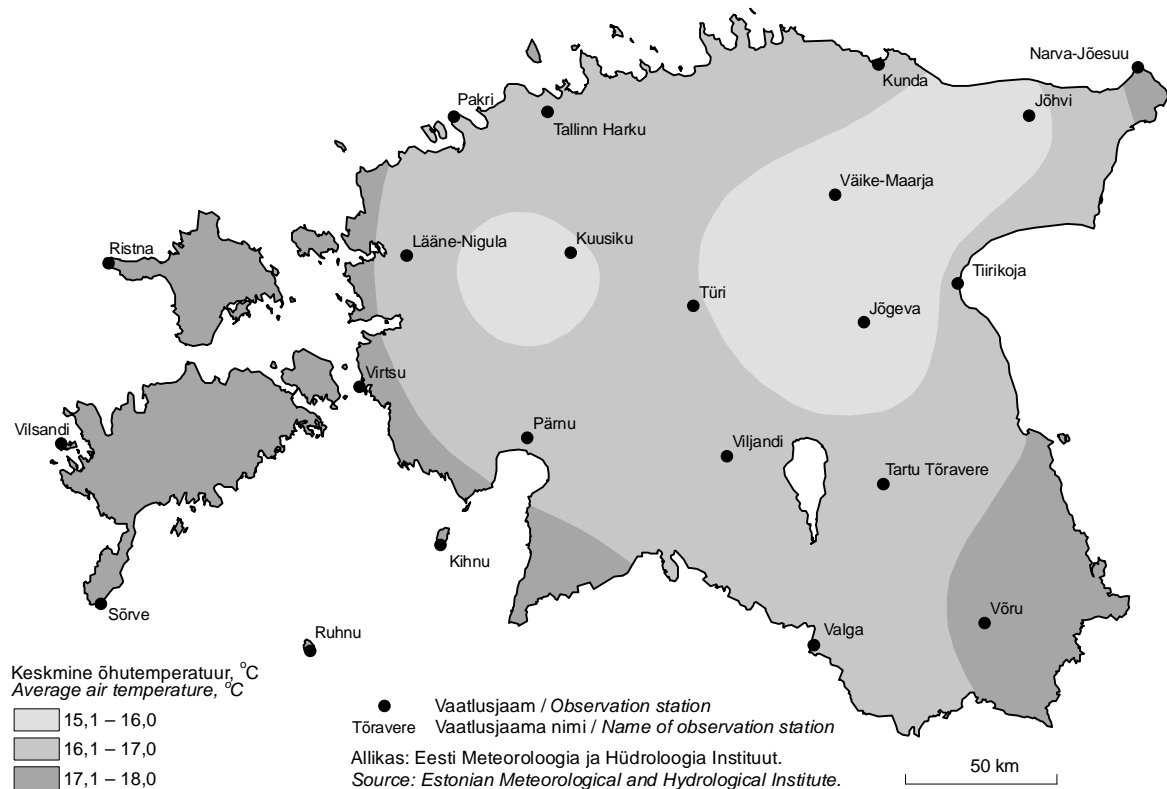 Narva-Jõesuu
Kunda
Pakri
Jõhvi
Tallinn Harku
Väike-Maarja
Ristna
Lääne-Nigula
Kuusiku
Tiirikoja
Türi
Jõgeva
Virtsu
Vilsandi
Pärnu
Viljandi
Tartu Tõravere
Kihnu
Sõrve
Võru
Ruhnu
Valga
Keskmine õhutemperatuur, °C
Average air temperature, °C
15,1 – 16,0
16,1 – 17,0
17,1 – 18,0
Vaatlusjaam / Observation station
Tõravere Vaatlusjaama nimi / Name of observation station
Allikas: Eesti Meteoroloogia ja Hüdroloogia Instituut.
Source: Estonian Meteorological and Hydrological Institute.
50 km